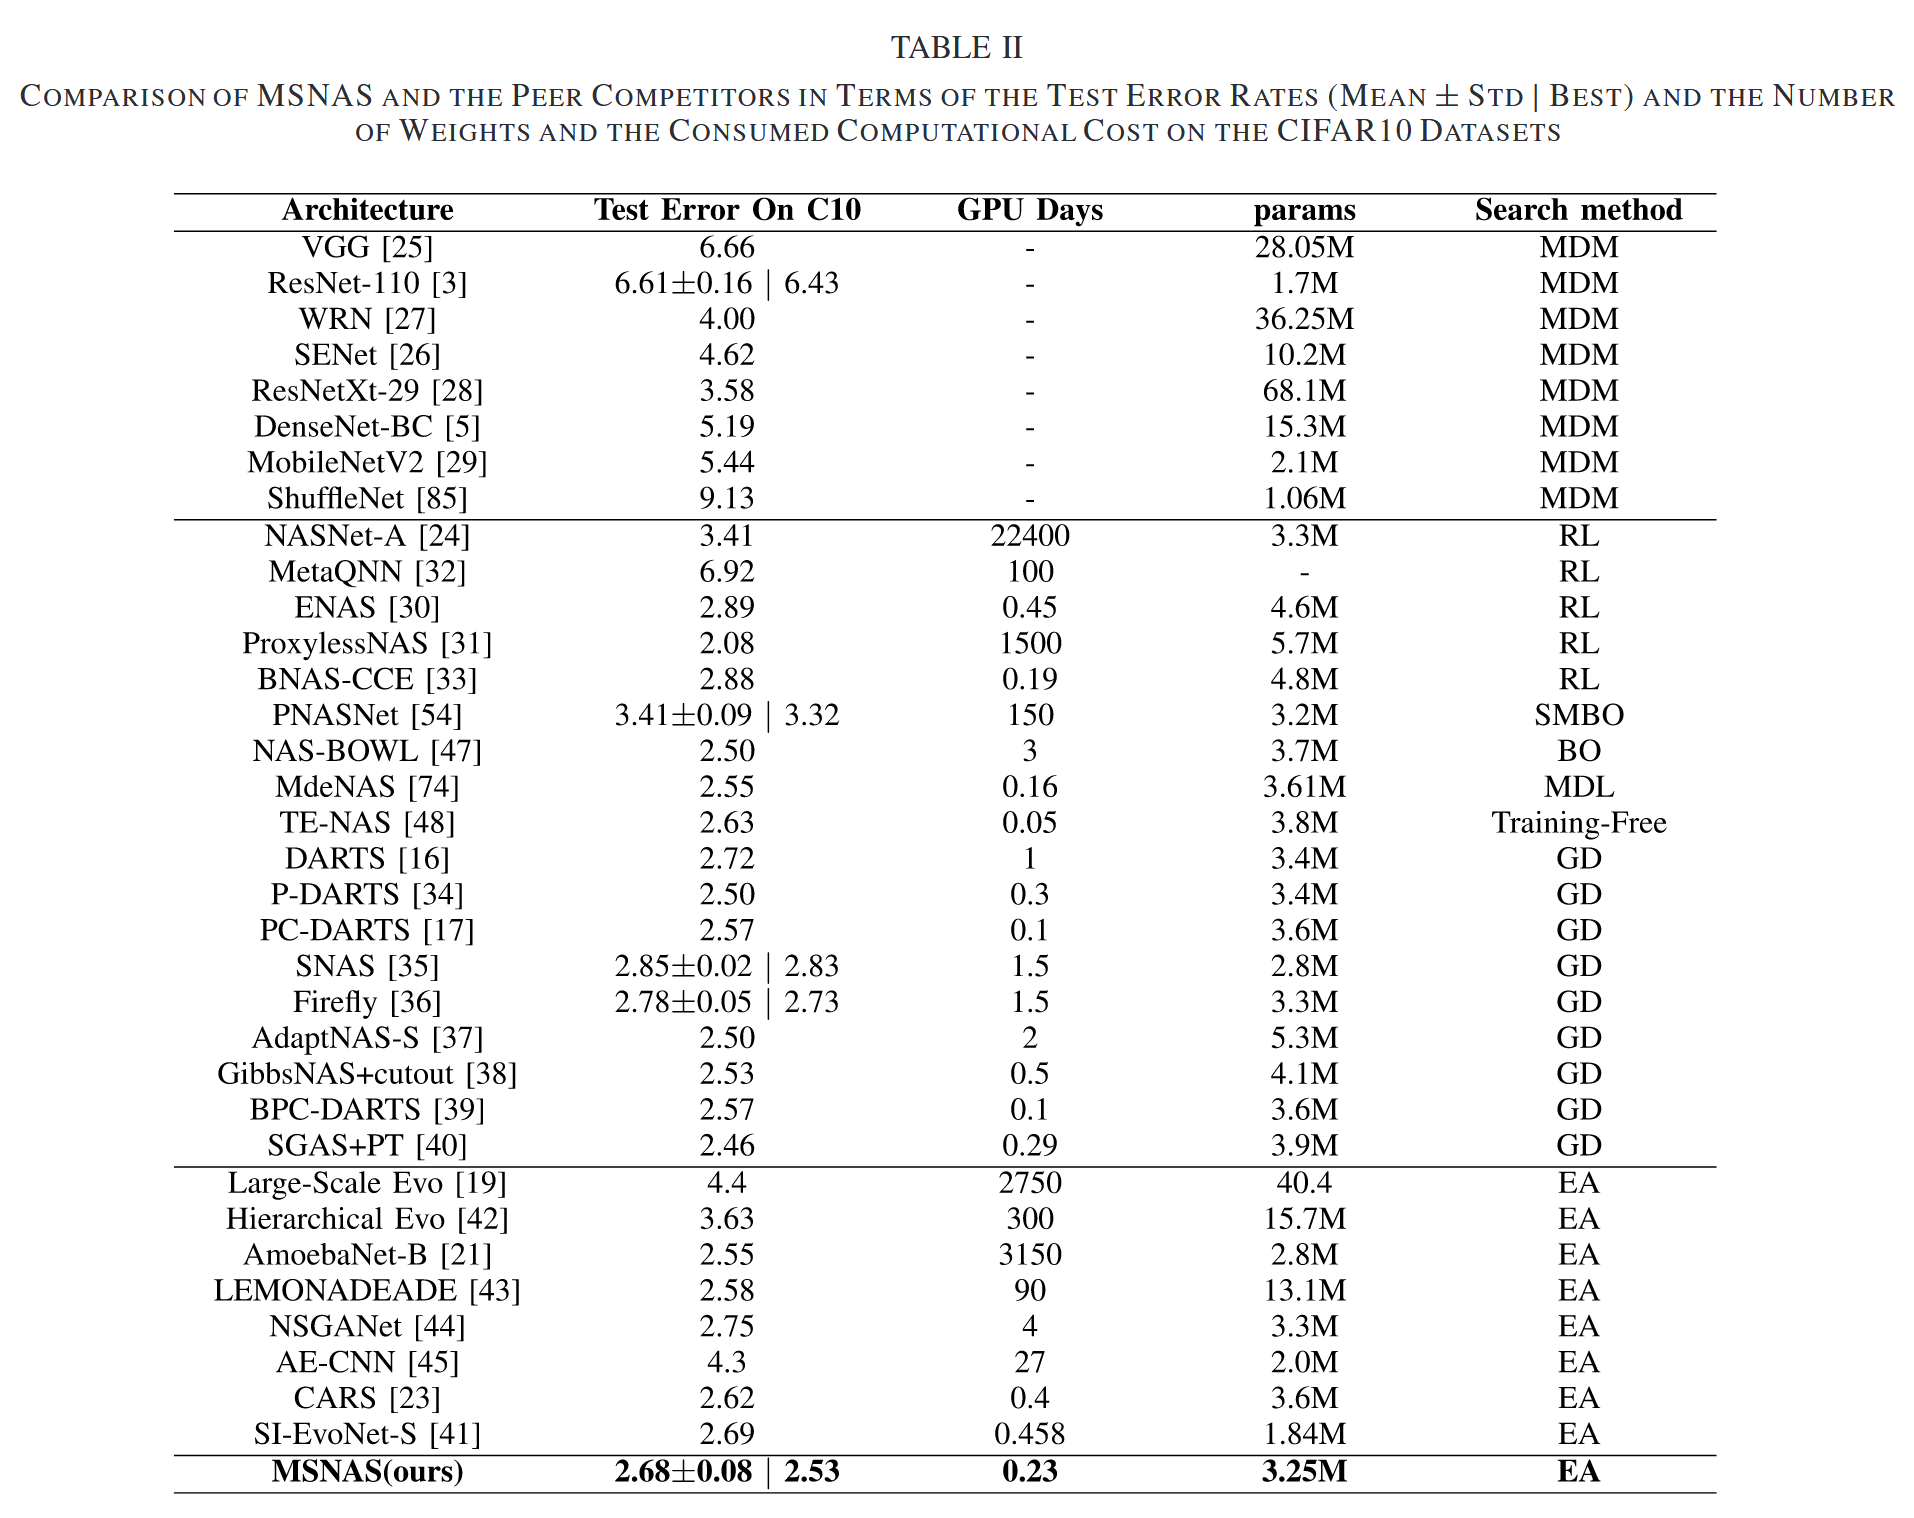 TABLE II
COMPARISON OF MSNAS AND THE PEER COMPETITORS IN TERMS OF THE TEST ERROR RATES (MEAN ± STD | BEST) AND THE NUMBER
OF WEIGHTS AND THE CONSUMED COMPUTATIONAL COST ON THE CIFAR10 DATASETS
Architecture Test Error On C10 GPU Days params Search method
VGG [25] 6.66 - 28.05M MDM
ResNet-110 [3] 6.61±0.16 | 6.43 - 1.7M MDM
WRN [27] 4.00 - 36.25M MDM
SENet [26] 4.62 - 10.2M MDM
ResNetXt-29 [28] 3.58 - 68.1M MDM
DenseNet-BC [5] 5.19 - 15.3M MDM
MobileNetV2 [29] 5.44 - 2.1M MDM
ShuffleNet [85] 9.13 - 1.06M MDM
NASNet-A [24] 3.41 22400 3.3M RL
MetaQNN [32] 6.92 100 - RL
ENAS [30] 2.89 0.45 4.6M RL
ProxylessNAS [31] 2.08 1500 5.7M RL
BNAS-CCE [33] 2.88 0.19 4.8M RL
PNASNet [54] 3.41±0.09 | 3.32 150 3.2M SMBO
NAS-BOWL [47] 2.50 3 3.7M BO
MdeNAS [74] 2.55 0.16 3.61M MDL
TE-NAS [48] 2.63 0.05 3.8M Training-Free
DARTS [16] 2.72 1 3.4M GD
P-DARTS [34] 2.50 0.3 3.4M GD
PC-DARTS [17] 2.57 0.1 3.6M GD
SNAS [35] 2.85±0.02 | 2.83 1.5 2.8M GD
Firefly [36] 2.78±0.05 | 2.73 1.5 3.3M GD
AdaptNAS-S [37] 2.50 2 5.3M GD
GibbsNAS+cutout [38] 2.53 0.5 4.1M GD
BPC-DARTS [39] 2.57 0.1 3.6M GD
SGAS+PT [40] 2.46 0.29 3.9M GD
Large-Scale Evo [19] 4.4 2750 40.4 EA
Hierarchical Evo [42] 3.63 300 15.7M EA
AmoebaNet-B [21] 2.55 3150 2.8M EA
LEMONADEADE [43] 2.58 90 13.1M EA
NSGANet [44] 2.75 4 3.3M EA
AE-CNN [45] 4.3 27 2.0M EA
CARS [23] 2.62 0.4 3.6M EA
SI-EvoNet-S [41] 2.69 0.458 1.84M EA
MSNAS(ours) 2.68±0.08 | 2.53 0.23 3.25M EA